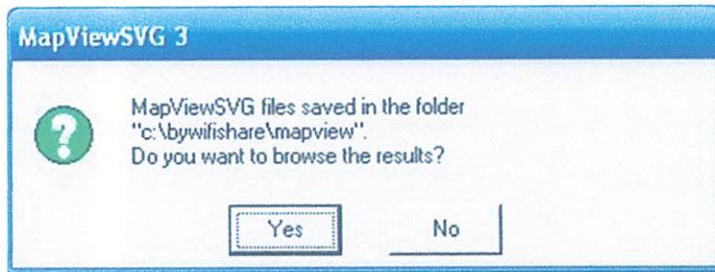 MapViewSVG 3
MapViewSVG files saved in the folder
"c:\bywifishare\mapview".
Do you want to browse the results?
Yes
No